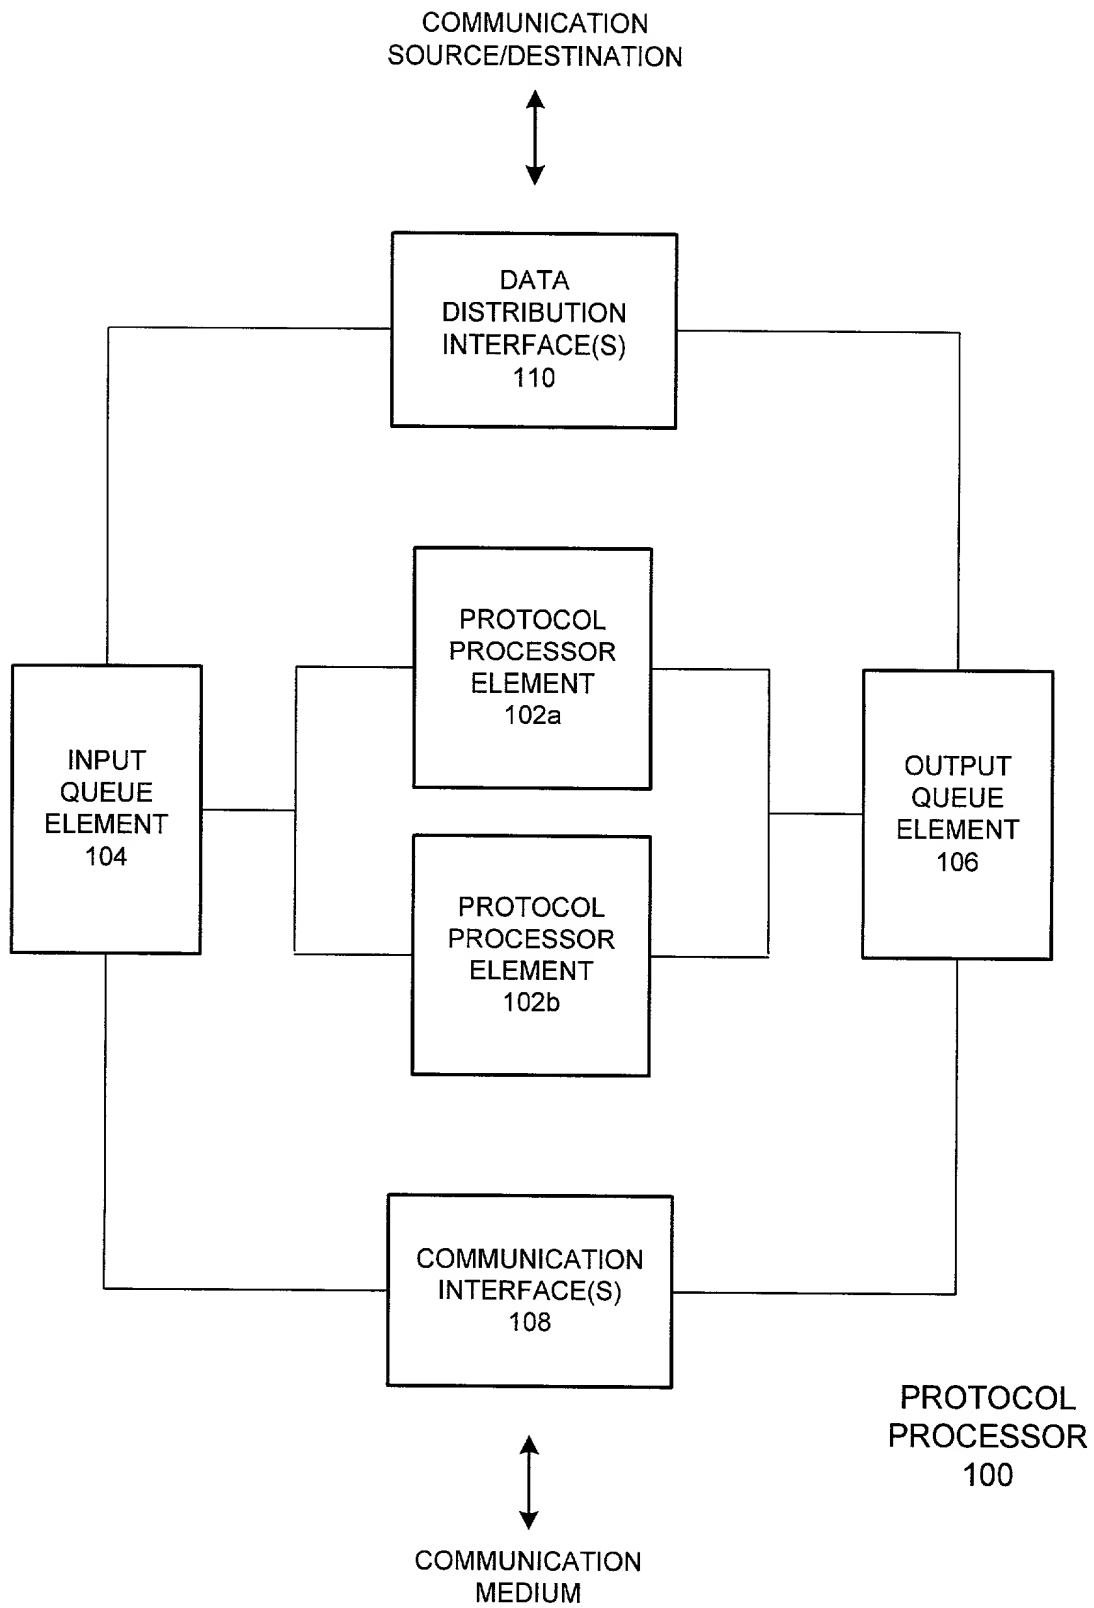 COMMUNICATION
SOURCE/DESTINATION
DATA
DISTRIBUTION
INTERFACE(S)
110
PROTOCOL
PROCESSOR
ELEMENT
102a
INPUT
QUEUE
ELEMENT
104
OUTPUT
QUEUE
ELEMENT
106
PROTOCOL
PROCESSOR
ELEMENT
102b
COMMUNICATION
INTERFACE(S)
108
PROTOCOL
PROCESSOR
100
COMMUNICATION
MEDIUM